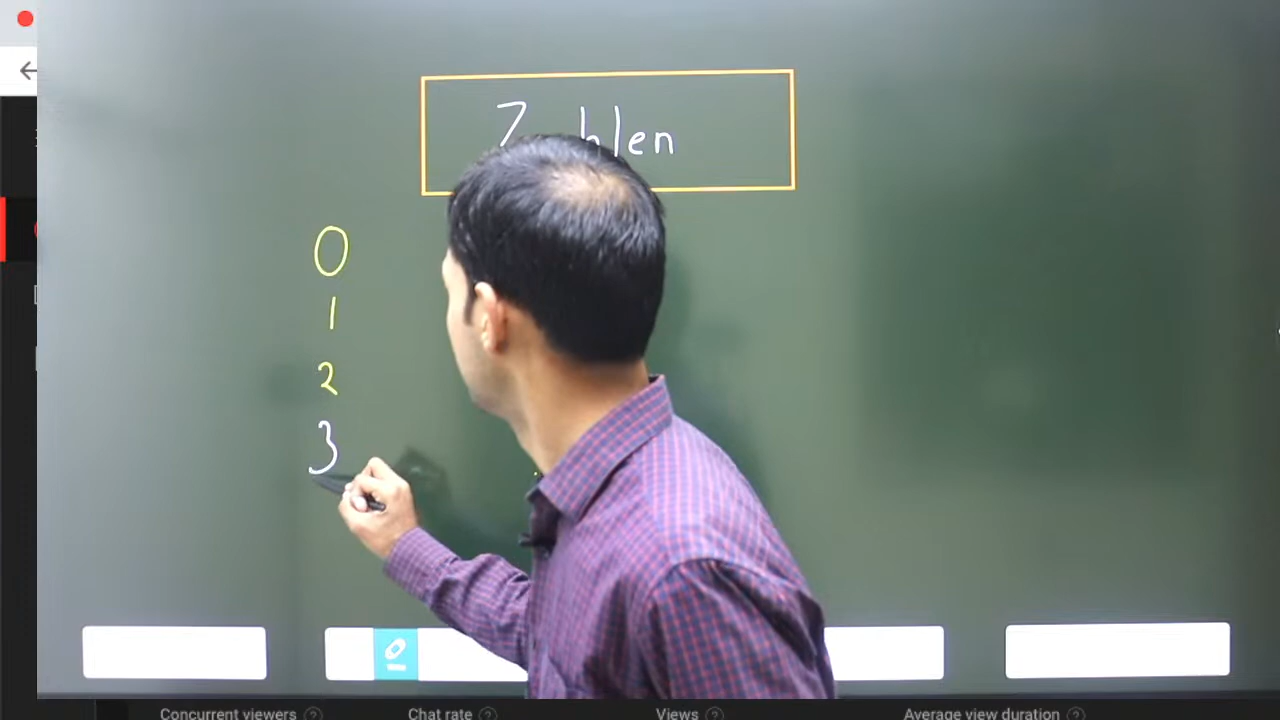 Z hlen
0
1
2
3
Concurrent viewers ?
Chat rate ?
Views ?
Average view duration ?